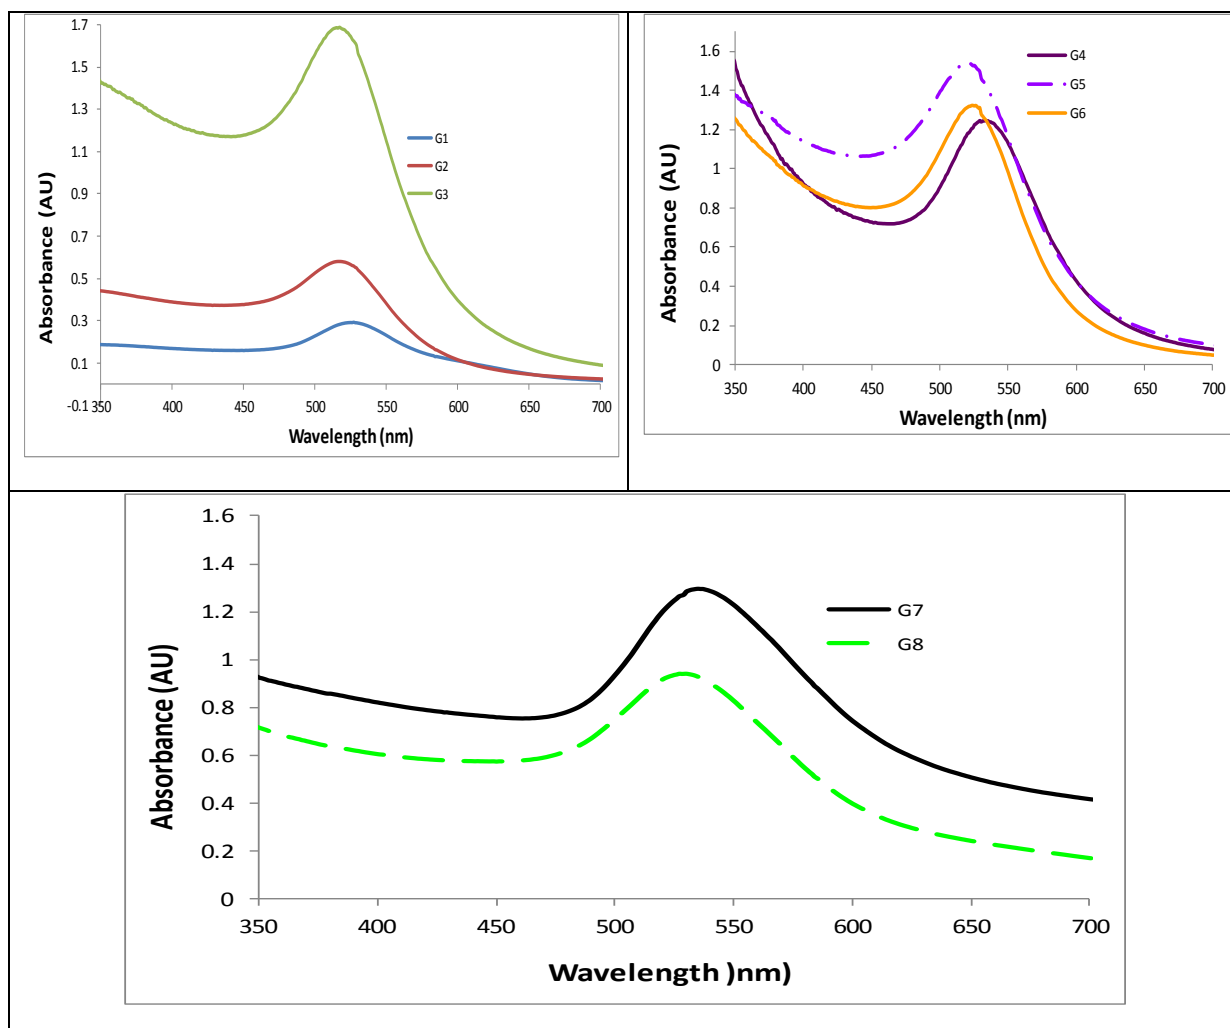 1.7
1.5
1.3
1.1
0.9
0.7
0.5
0.3
0.1
-0.1
Absorbance (AU)
G1
G2
G3
350 400 450 500 550 600 650 700
Wavelength (nm)
1.6
1.4
1.2
1
0.8
0.6
0.4
0.2
0
Absorbance (AU)
G4
G5
G6
350 400 450 500 550 600 650 700
Wavelength (nm)
1.6
1.4
1.2
1
0.8
0.6
0.4
0.2
0
Absorbance (AU)
G7
G8
350 400 450 500 550 600 650 700
Wavelength )nm)